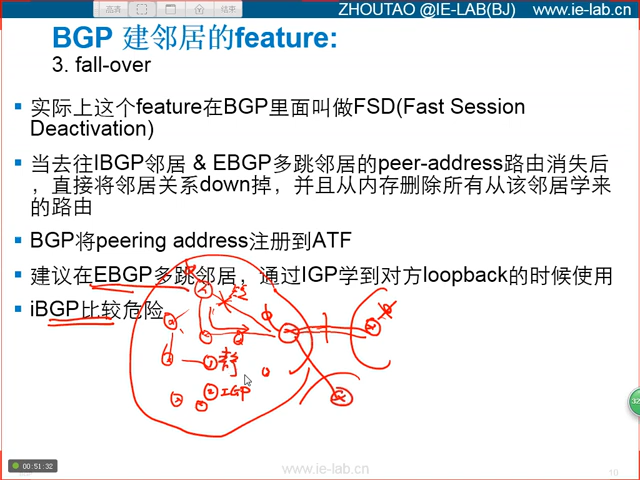 高清
结束
ZHOUTAO @IE-LAB(BJ) www.ie-lab.cn
BGP 建邻居的feature:
3. fall-over
实际上这个feature在BGP里面叫做FSD(Fast Session
Deactivation)
当去往IBGP邻居 & EBGP多跳邻居的peer-address路由消失后
，直接将邻居关系down掉，并且从内存删除所有从该邻居学来
的路由
BGP将peering address注册到ATF
建议在EBGP多跳邻居，通过IGP学到对方loopback的时候使用
iBGP比较危险
静
IGP
32
00:51:32
www.ie-lab.cn
10